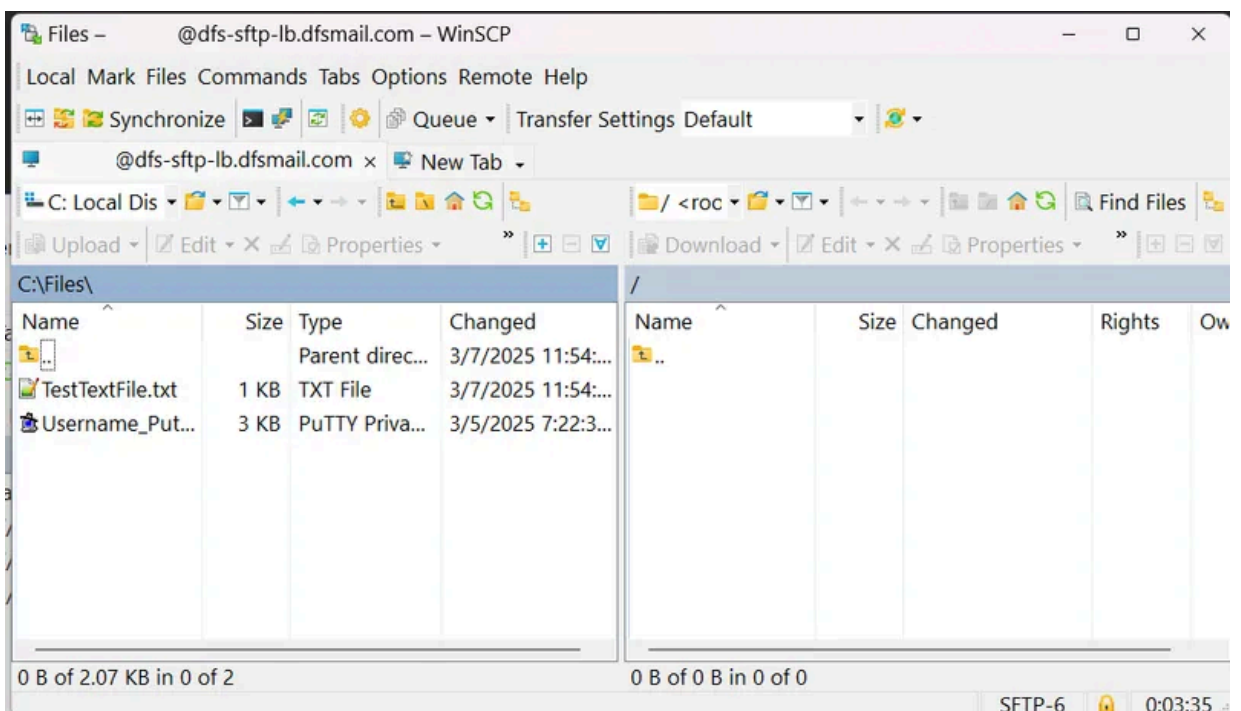 Files – @dfs-sftp-lb.dfsmail.com – WinSCP
Local Mark Files Commands Tabs Options Remote Help
Synchronize Queue Transfer Settings Default
@dfs-sftp-lb.dfsmail.com × New Tab
C: Local Dis / <roc Find Files
Upload Edit Properties » Download Edit Properties »
C:\Files\ /
Name Size Type Changed Name Size Changed Rights Ow
.. Parent direc... 3/7/2025 11:54:... ..
TestTextFile.txt 1 KB TXT File 3/7/2025 11:54:...
Username_Put... 3 KB PuTTY Priva... 3/5/2025 7:22:3...
0 B of 2.07 KB in 0 of 2 0 B of 0 B in 0 of 0
SFTP-6 0:03:35